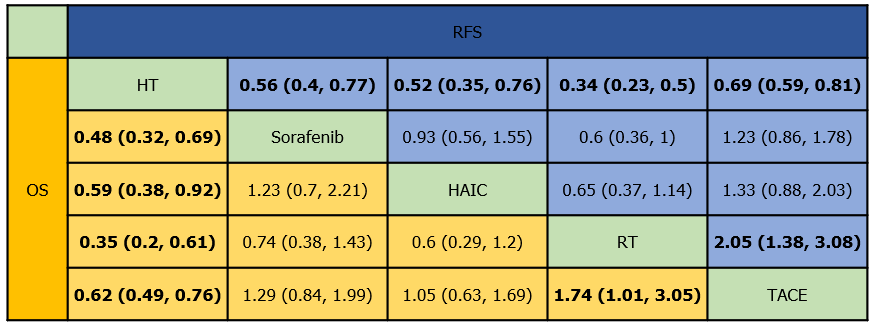 RFS
HT 0.56 (0.4, 0.77) 0.52 (0.35, 0.76) 0.34 (0.23, 0.5) 0.69 (0.59, 0.81)
0.48 (0.32, 0.69) Sorafenib 0.93 (0.56, 1.55) 0.6 (0.36, 1) 1.23 (0.86, 1.78)
OS 0.59 (0.38, 0.92) 1.23 (0.7, 2.21) HAIC 0.65 (0.37, 1.14) 1.33 (0.88, 2.03)
0.35 (0.2, 0.61) 0.74 (0.38, 1.43) 0.6 (0.29, 1.2) RT 2.05 (1.38, 3.08)
0.62 (0.49, 0.76) 1.29 (0.84, 1.99) 1.05 (0.63, 1.69) 1.74 (1.01, 3.05) TACE